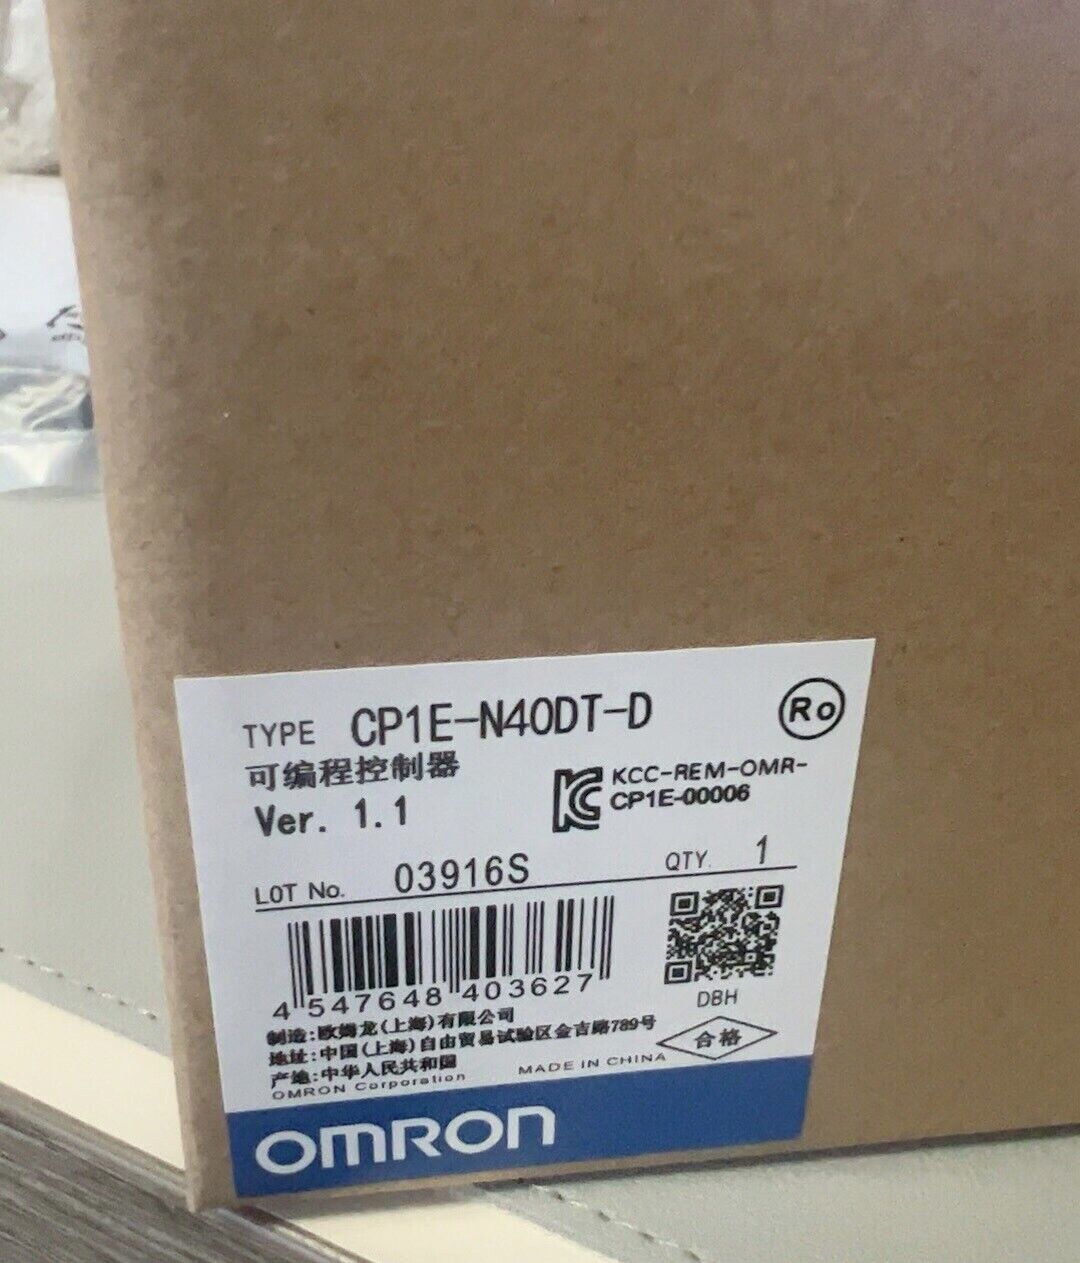 TYPE CP1E-N40DT-D
Ro
可编程控制器
Ver. 1.1
KC KCC-REM-OMR-
CP1E-00006
LOT No. 03916S
QTY. 1
4 547648 403627
DBH
制造:欧姆龙(上海)有限公司
地址:中国(上海)自由贸易试验区金吉路789号
产地:中华人民共和国
合格
OMRON Corporation
MADE IN CHINA
OMRON